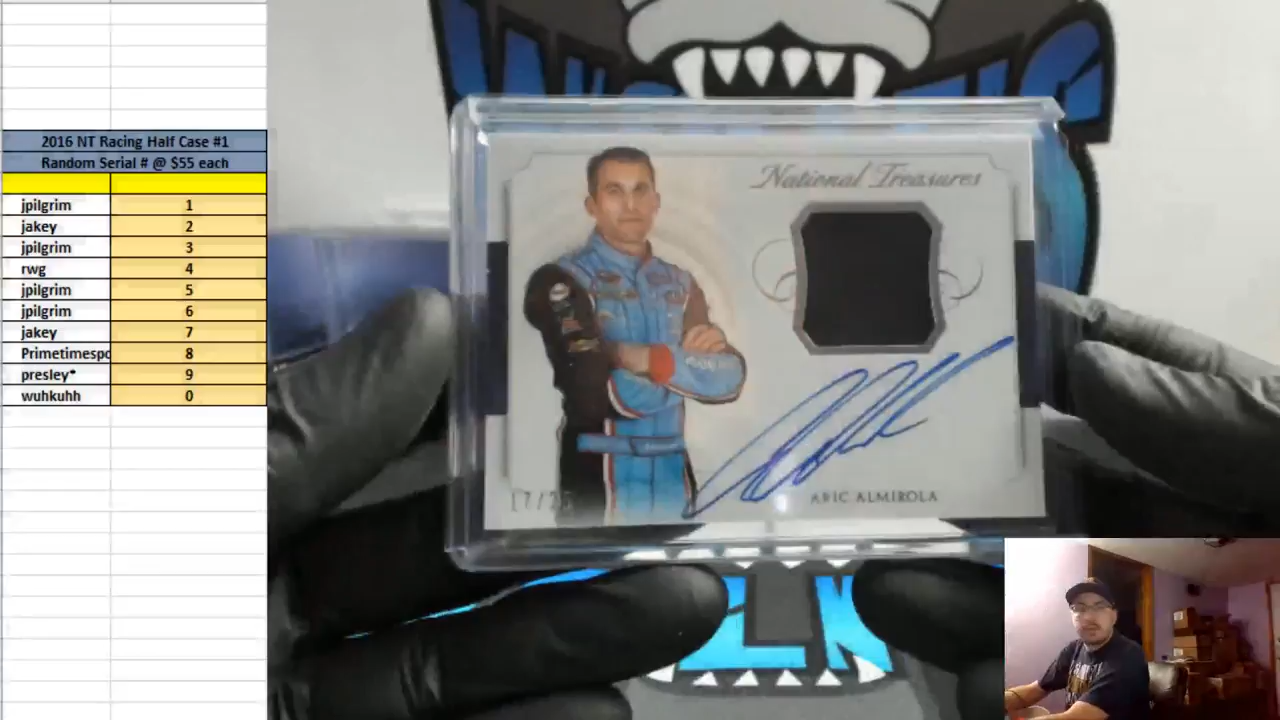 2016 NT Racing Half Case #1
Random Serial # @ $55 each
jpilgrim 1
jakey 2
jpilgrim 3
rwg 4
jpilgrim 5
jpilgrim 6
jakey 7
Primetimespo 8
presley* 9
wuhkuhh 0
National Treasures
ARIC ALMIROLA